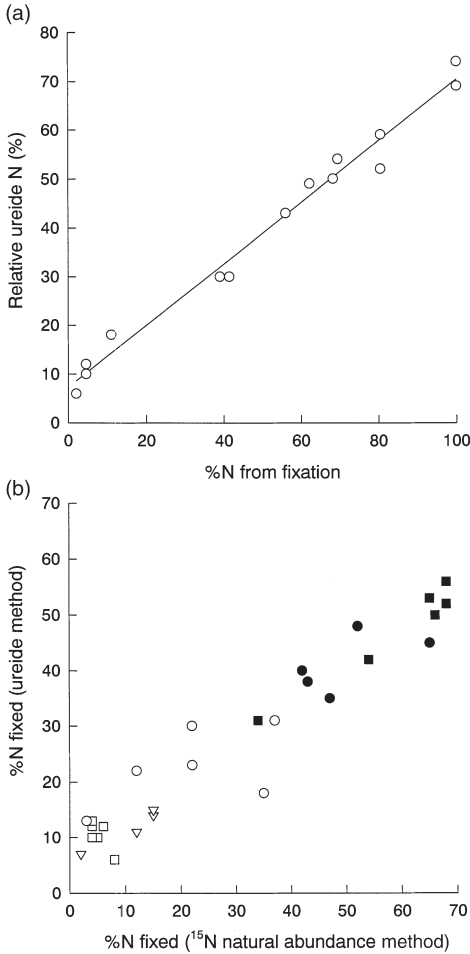 (a)
80
70
60
50
40
30
20
10
0
Relative ureide N (%)
0 20 40 60 80 100
%N from fixation
(b)
70
60
50
40
30
20
10
0
%N fixed (ureide method)
0 10 20 30 40 50 60 70
%N fixed (¹⁵N natural abundance method)